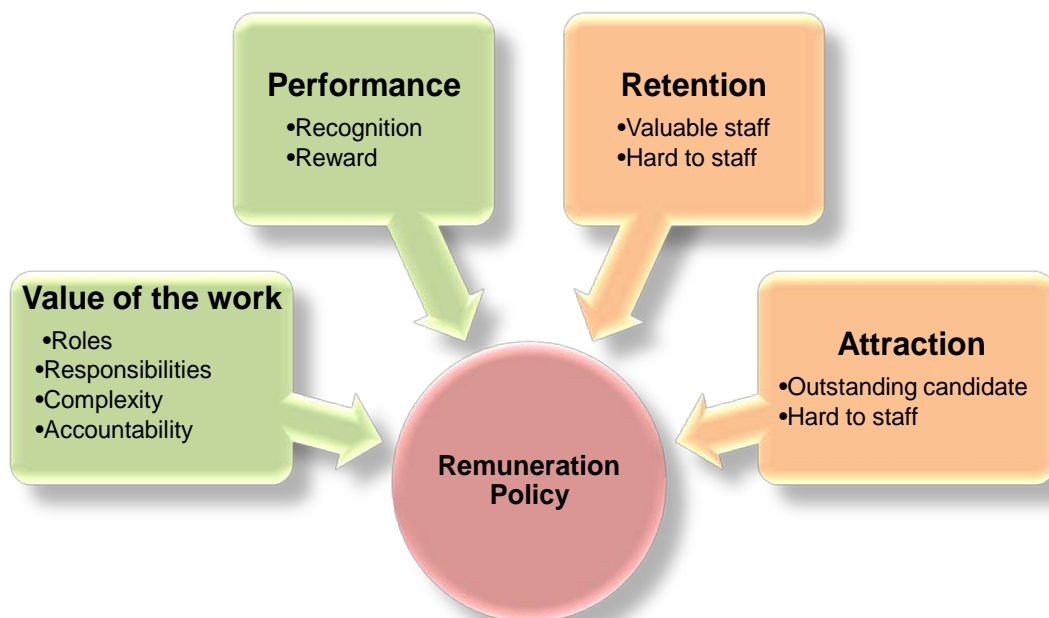 Performance
•Recognition
•Reward
Retention
•Valuable staff
•Hard to staff
Value of the work
•Roles
•Responsibilities
•Complexity
•Accountability
Attraction
•Outstanding candidate
•Hard to staff
Remuneration
Policy